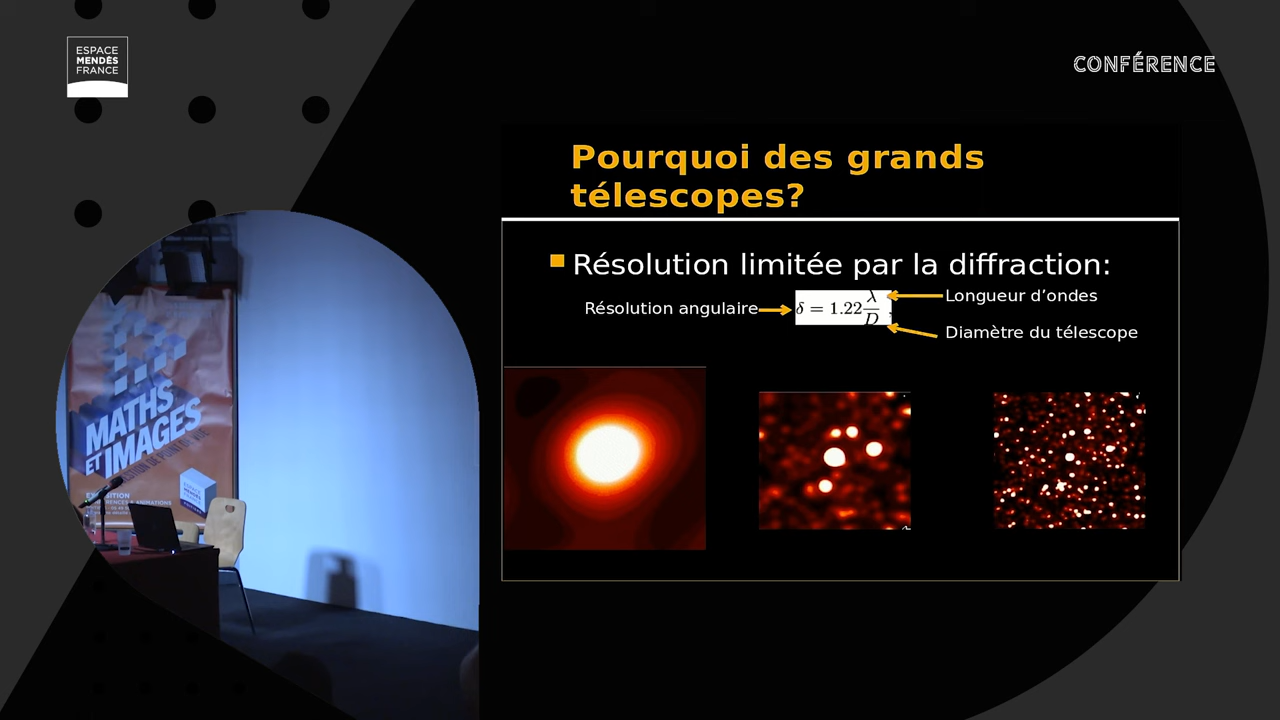 ESPACE
MENDÈS
FRANCE
CONFÉRENCE
Pourquoi des grands
télescopes?
Résolution limitée par la diffraction:
Résolution angulaire
δ = 1.22 λ/D
Longueur d'ondes
Diamètre du télescope
MATHS
ET IMAGES